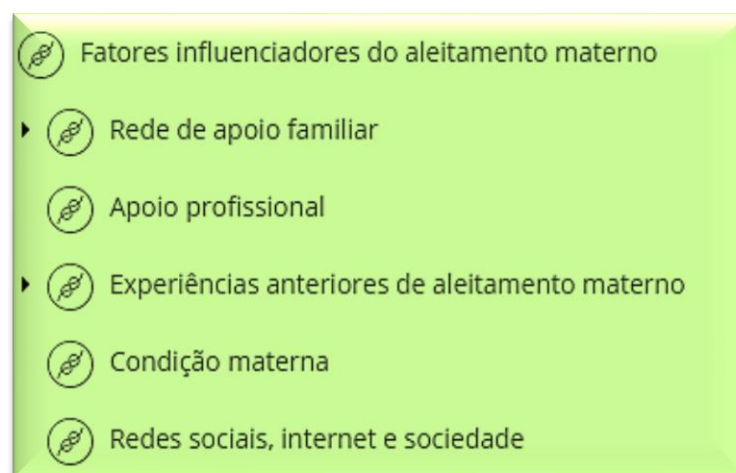 Fatores influenciadores do aleitamento materno
Rede de apoio familiar
Apoio profissional
Experiências anteriores de aleitamento materno
Condição materna
Redes sociais, internet e sociedade